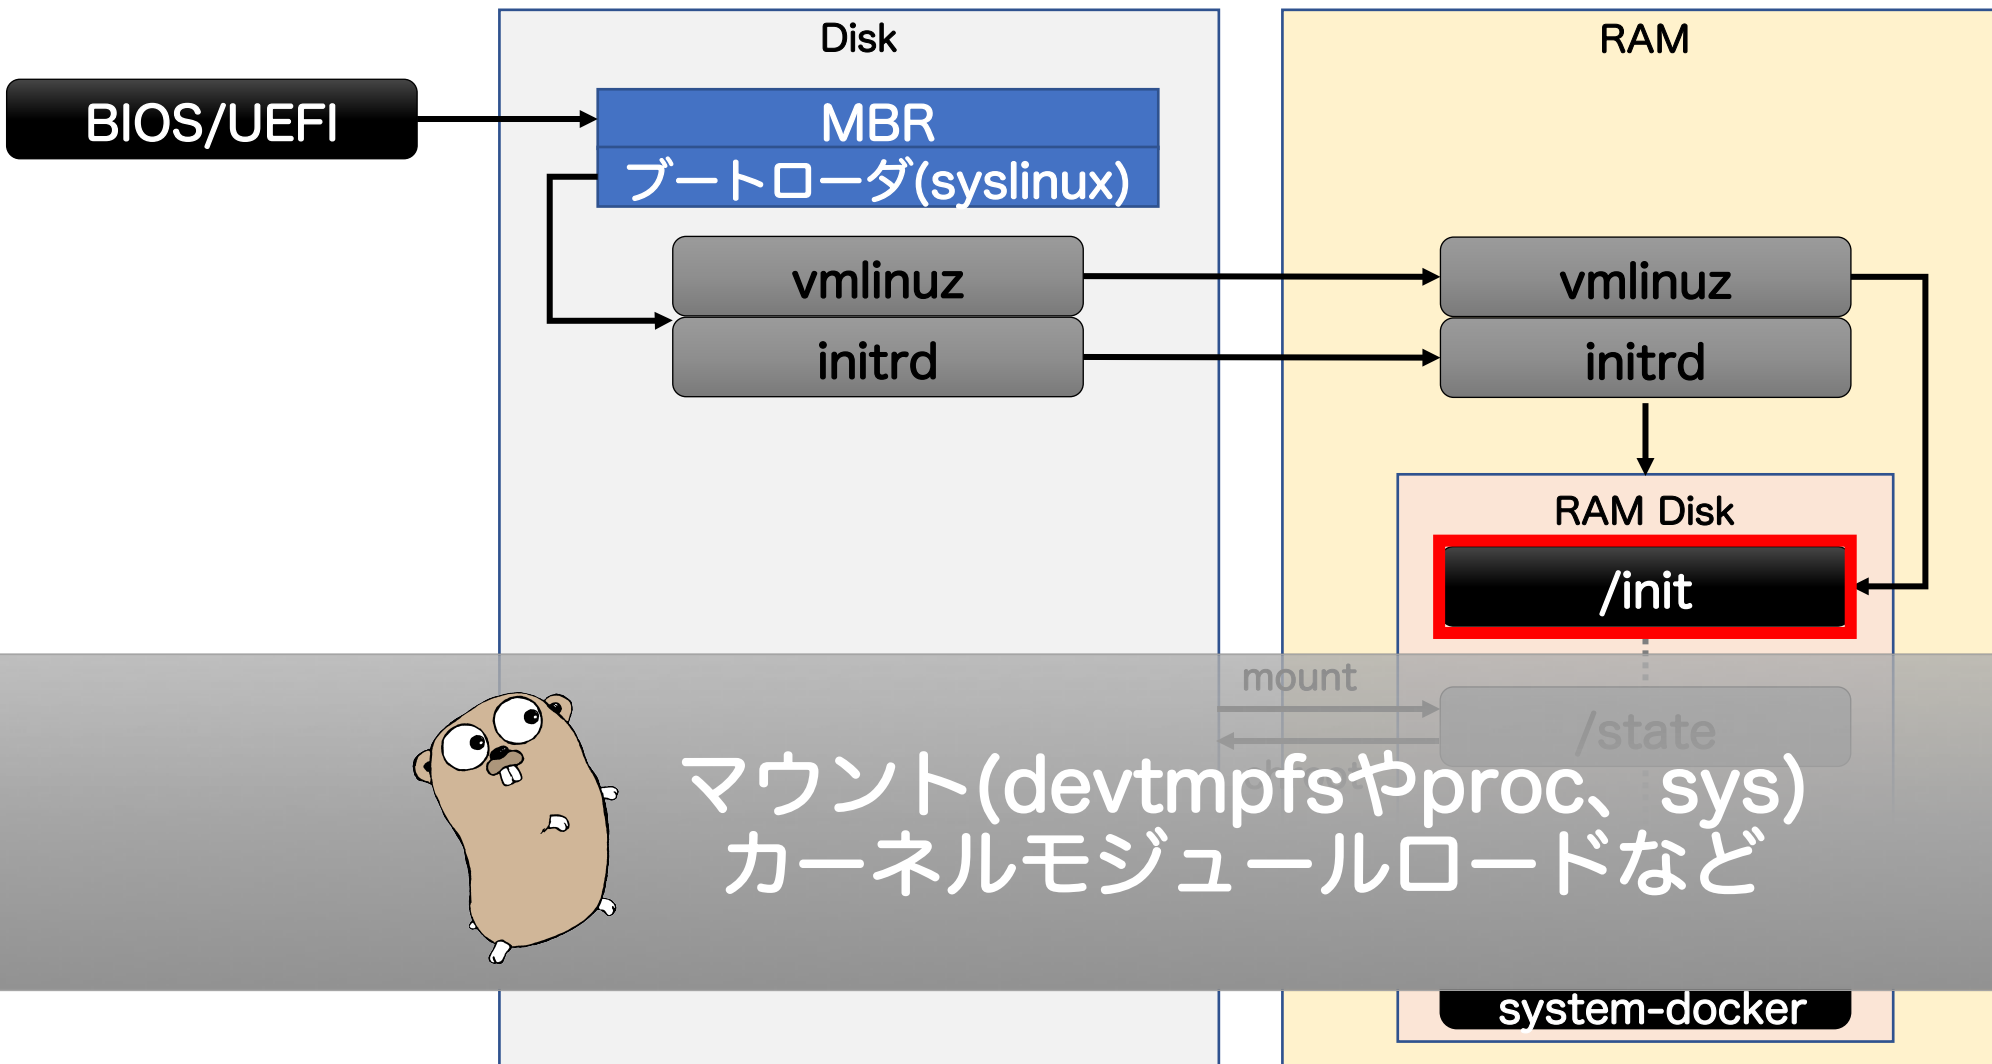 Disk
RAM
BIOS/UEFI
MBR
ブートローダ(syslinux)
vmlinuz
initrd
vmlinuz
initrd
RAM Disk
/init
mount
/state
マウント(devtmpfsやproc、sys)
カーネルモジュールロードなど
system-docker